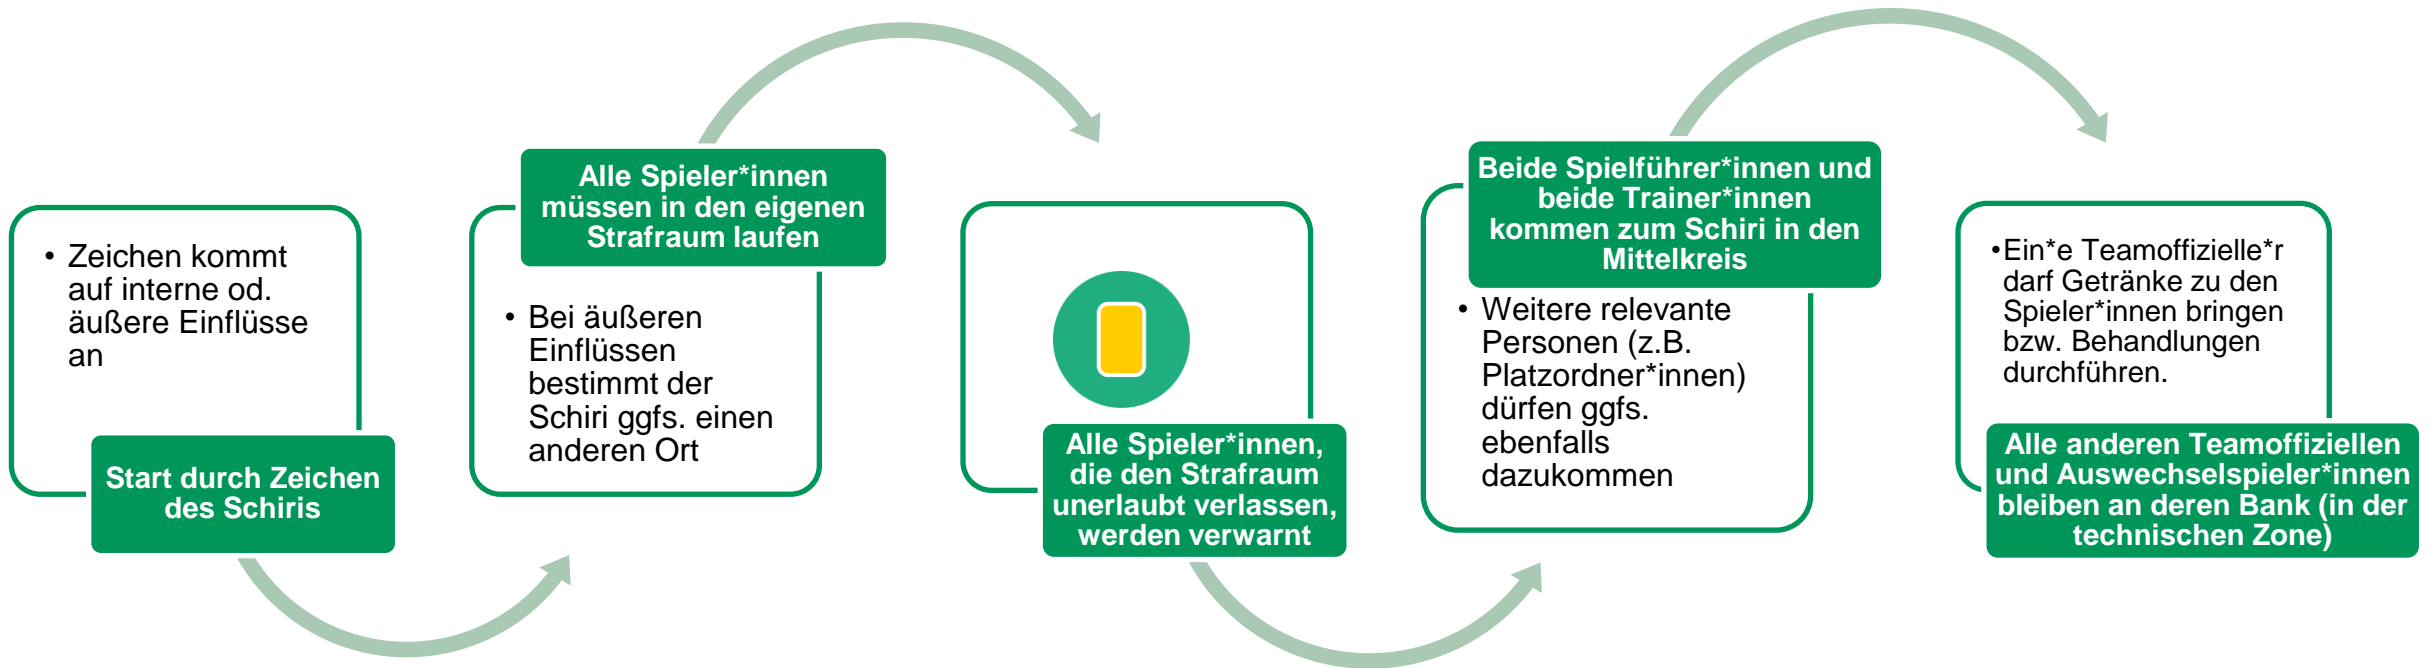 • Zeichen kommt
auf interne od.
äußere Einflüsse
an
Start durch Zeichen
des Schiris
Alle Spieler*innen
müssen in den eigenen
Strafraum laufen
• Bei äußeren
Einflüssen
bestimmt der
Schiri ggfs. einen
anderen Ort
Alle Spieler*innen,
die den Strafraum
unerlaubt verlassen,
werden verwarnt
Beide Spielführer*innen und
beide Trainer*innen
kommen zum Schiri in den
Mittelkreis
• Weitere relevante
Personen (z.B.
Platzordner*innen)
dürfen ggfs.
ebenfalls
dazukommen
•Ein*e Teamoffizielle*r
darf Getränke zu den
Spieler*innen bringen
bzw. Behandlungen
durchführen.
Alle anderen Teamoffiziellen
und Auswechselspieler*innen
bleiben an deren Bank (in der
technischen Zone)